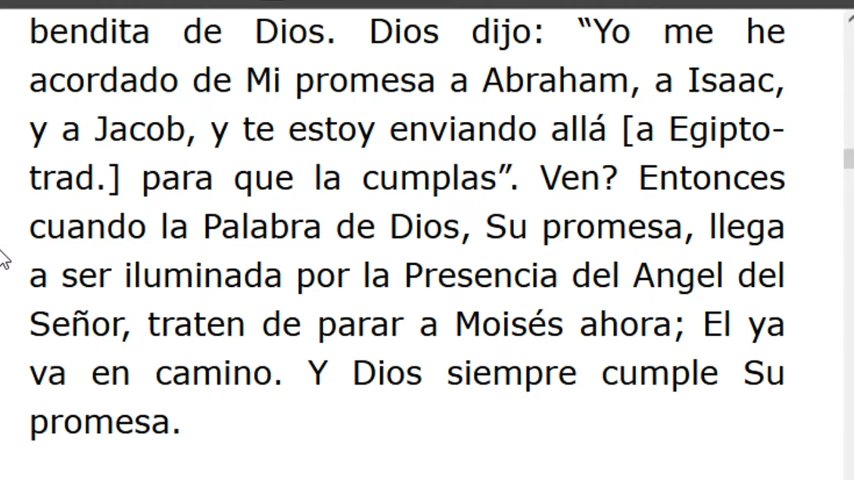 bendita de Dios. Dios dijo: “Yo me he
acordado de Mi promesa a Abraham, a Isaac,
y a Jacob, y te estoy enviando allá [a Egipto-
trad.] para que la cumplas”. Ven? Entonces
cuando la Palabra de Dios, Su promesa, llega
a ser iluminada por la Presencia del Angel del
Señor, traten de parar a Moisés ahora; El ya
va en camino. Y Dios siempre cumple Su
promesa.